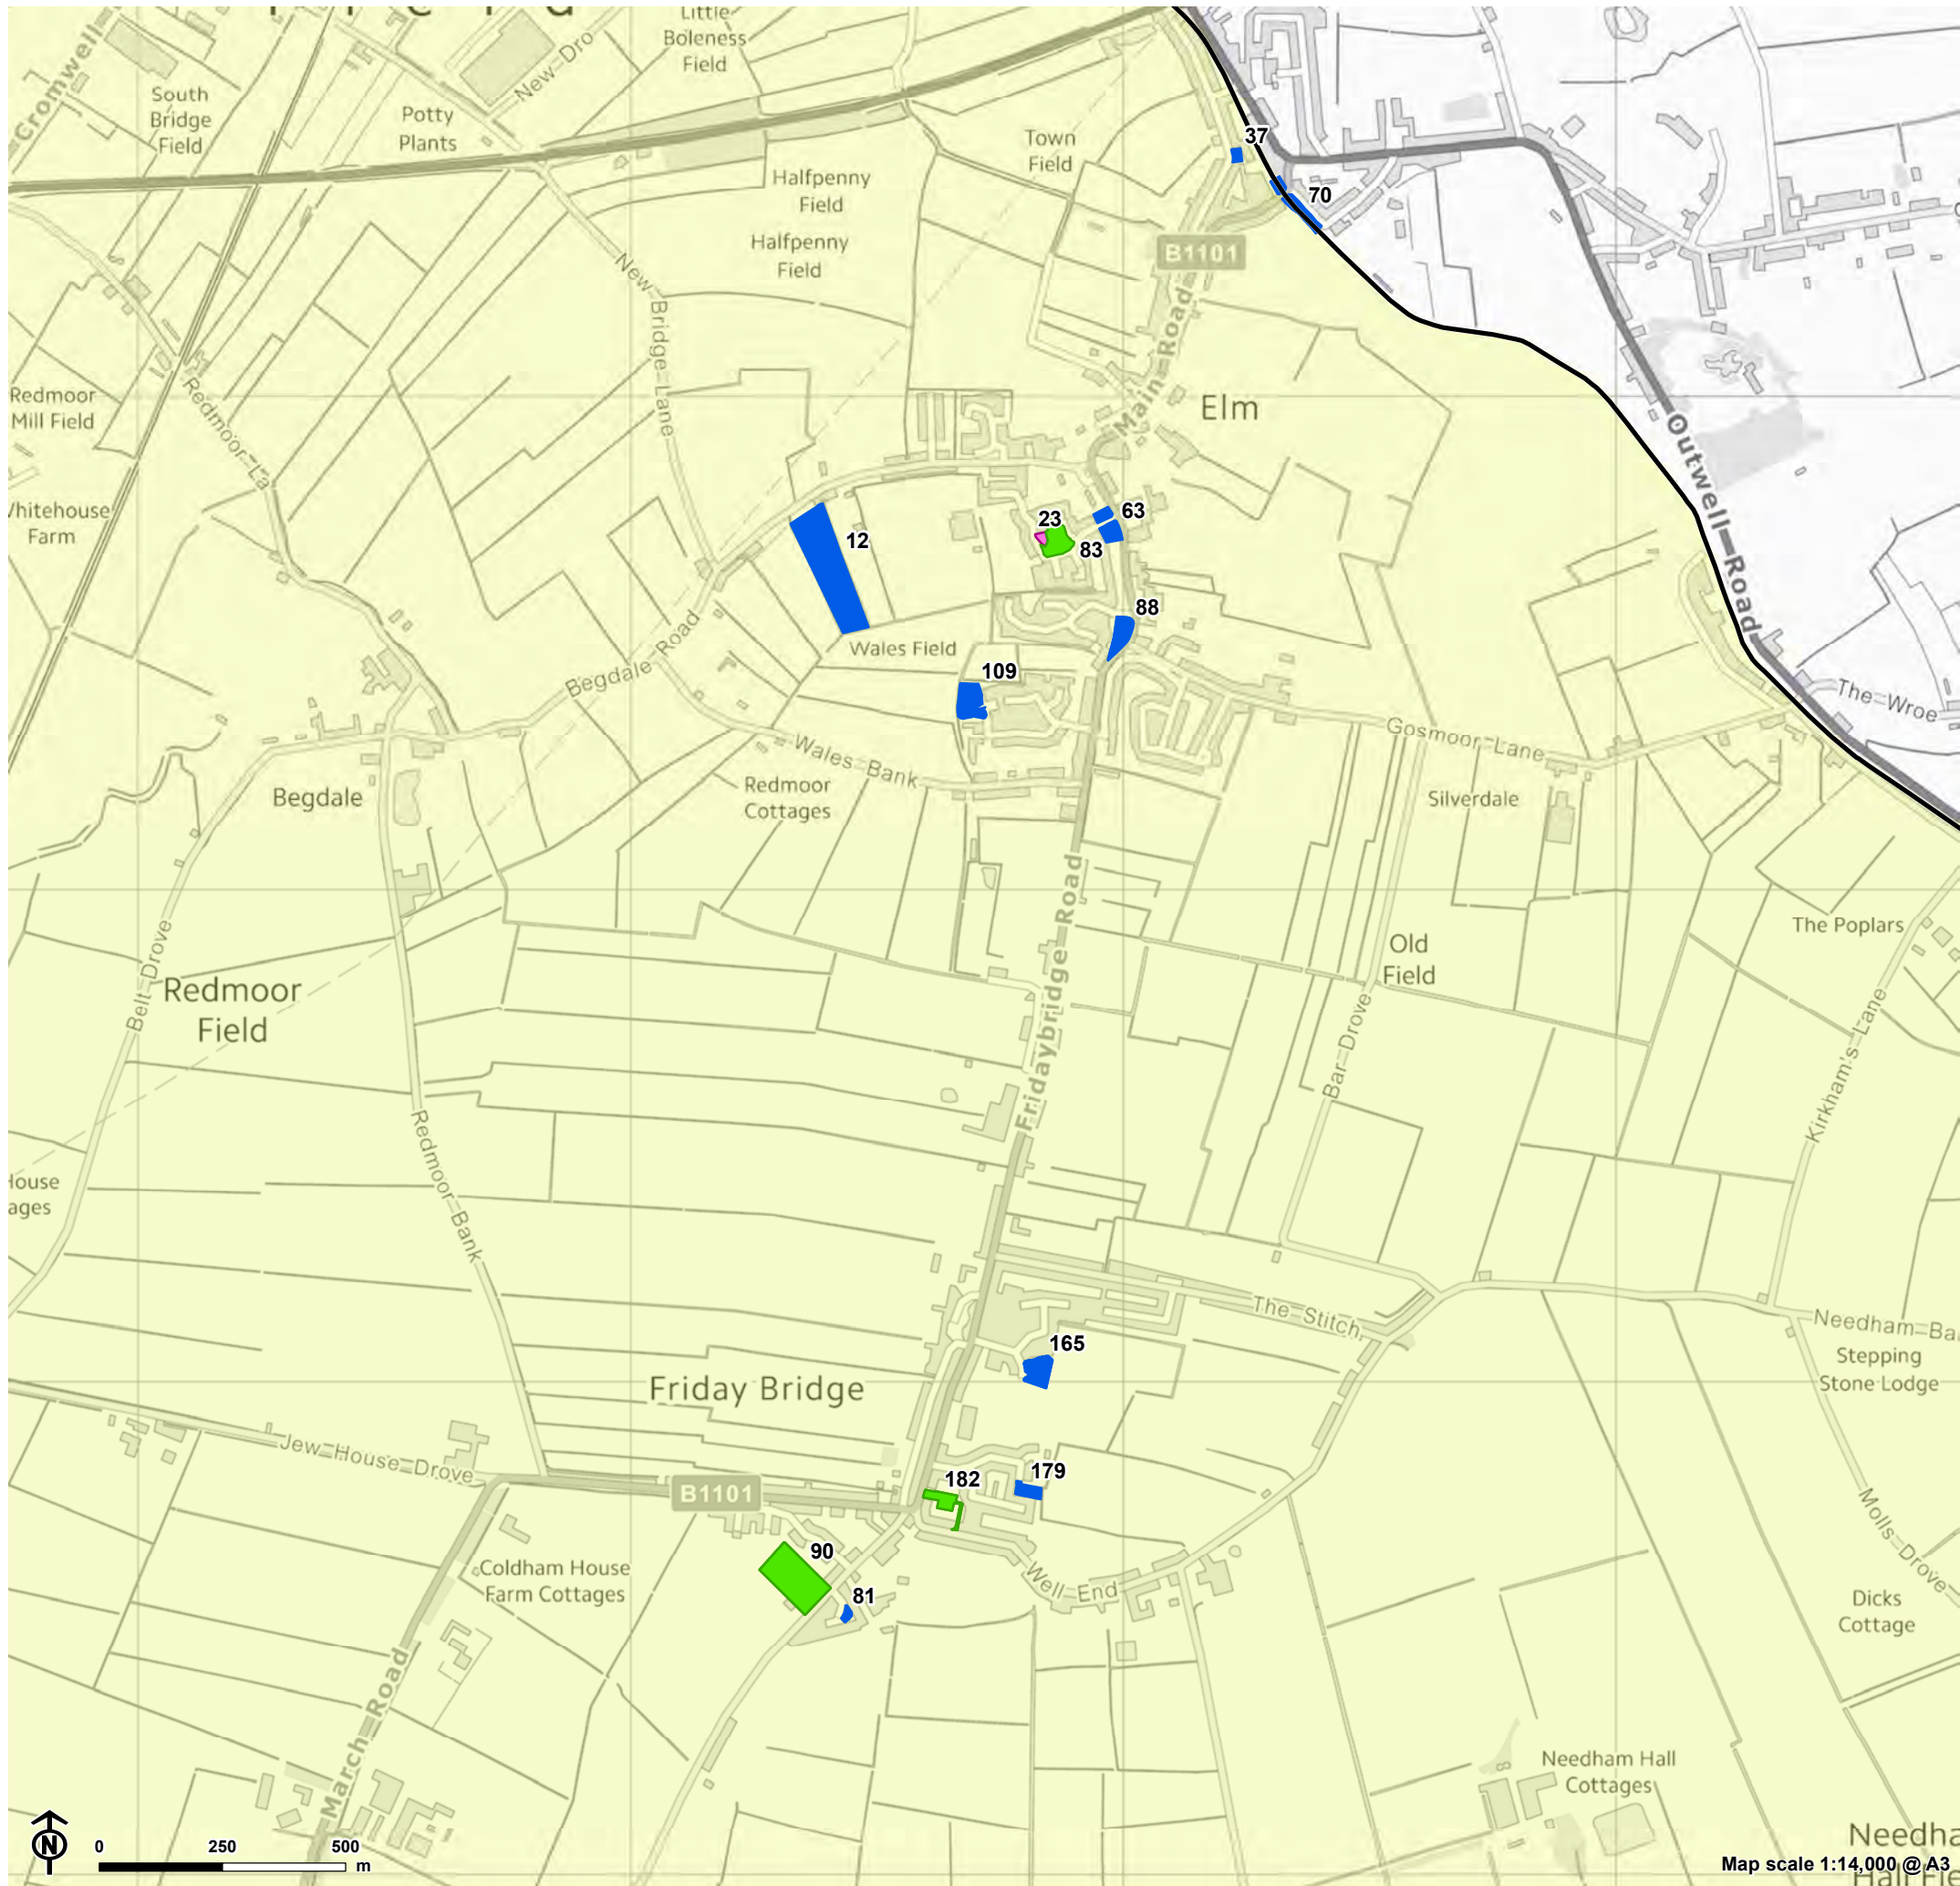 Little
Boleness
Field
Cromwell
New Dro
South
Bridge
Field
Potty
Plants
Town
Field
37
70
Halfpenny
Field
Halfpenny
Field
B1101
New Bridge Lane
Main Road
Elm
Redmoor
Mill Field
Redmoor La
Outwell Road
Whitehouse
Farm
12
23
63
83
88
Wales Field
109
Begdale Road
The Wroe
Gosmoor Lane
Wales Bank
Begdale
Redmoor
Cottages
Silverdale
Fridaybridge Road
The Poplars
Old
Field
Belt Drove
Redmoor
Field
Bar Drove
Kirkham's Lane
House
ages
Redmoor Bank
The Stitch
Needham Ba
Stepping
Stone Lodge
165
Friday Bridge
Jew House Drove
B1101
182
179
Molls Drove
90
81
Coldham House
Farm Cottages
Well End
Dicks
Cottage
March Road
Needham Hall
Cottages
N
0 250 500
m
Needha
Map scale 1:14,000 @ A3
Hall Fie